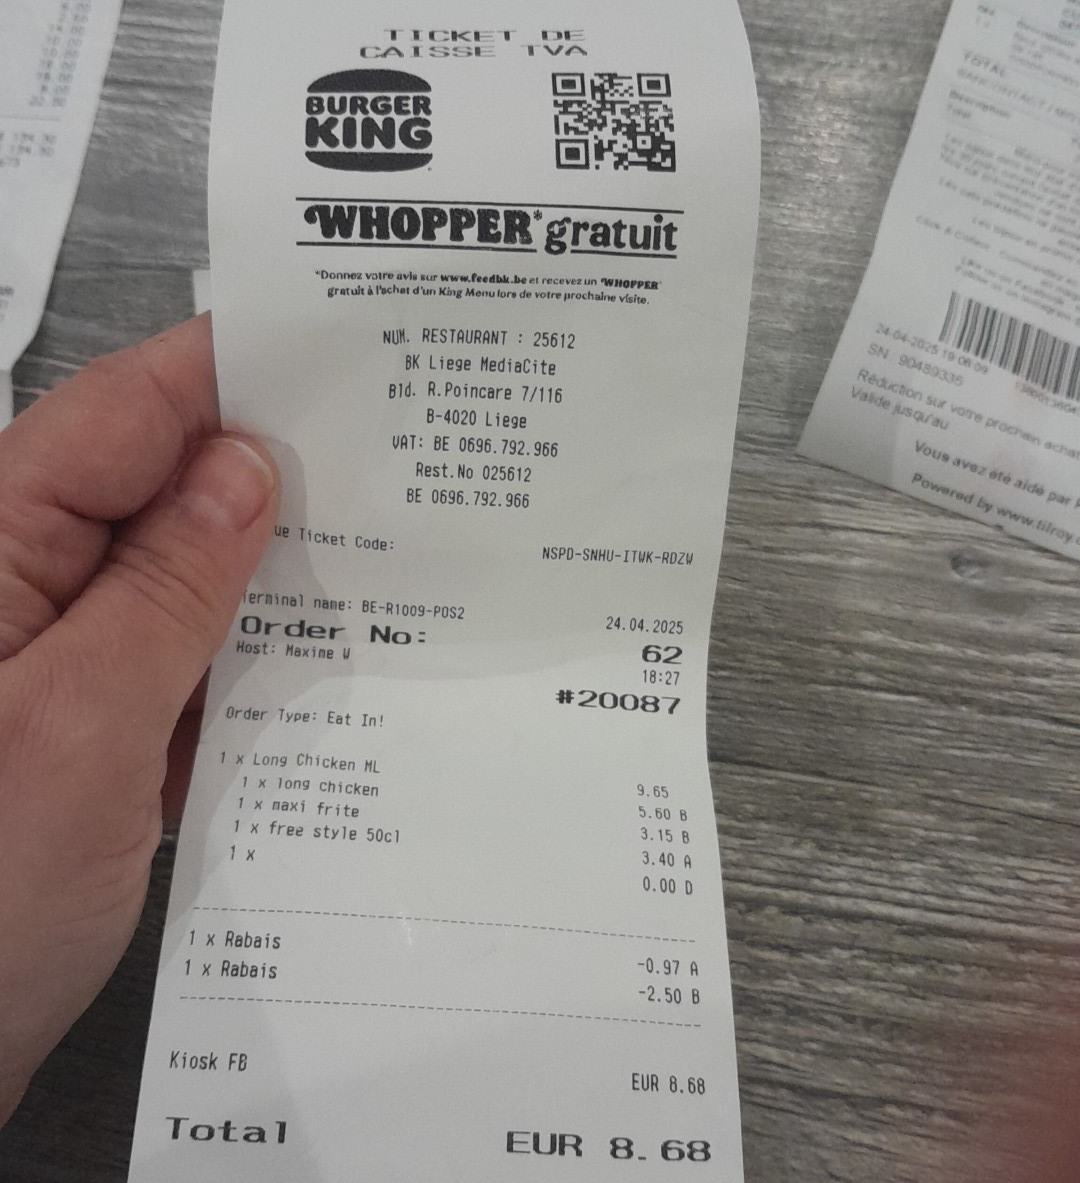 TICKET DE
CAISSE TVA
BURGER
KING
WHOPPER* gratuit
*Donnez votre avis sur www.feedbk.be et recevez un WHOPPER
gratuit à l'achat d'un King Menu lors de votre prochaine visite.
NUM. RESTAURANT : 25612
BK Liege MediaCite
Bld. R.Poincare 7/116
B-4020 Liege
VAT: BE 0696.792.966
Rest.No 025612
BE 0696.792.966
ue Ticket Code: NSPD-SNHU-ITWK-RDZW
Terminal name: BE-R1009-POS2 24.04.2025
Order No: 62
Host: Maxime W 18:27
#20087
Order Type: Eat In!
1 x Long Chicken ML 9.65
1 x long chicken 5.60 B
1 x maxi frite 3.15 B
1 x free style 50cl 3.40 A
1 x 0.00 D
1 x Rabais -0.97 A
1 x Rabais -2.50 B
Kiosk FB EUR 8.68
Total EUR 8.68
TOTAL
24-04-2025 19:06:09
SN 90480335
Réduction sur votre prochain achat
Valide jusqu'au
Vous avez été aidé par
Powered by www.tilroy.